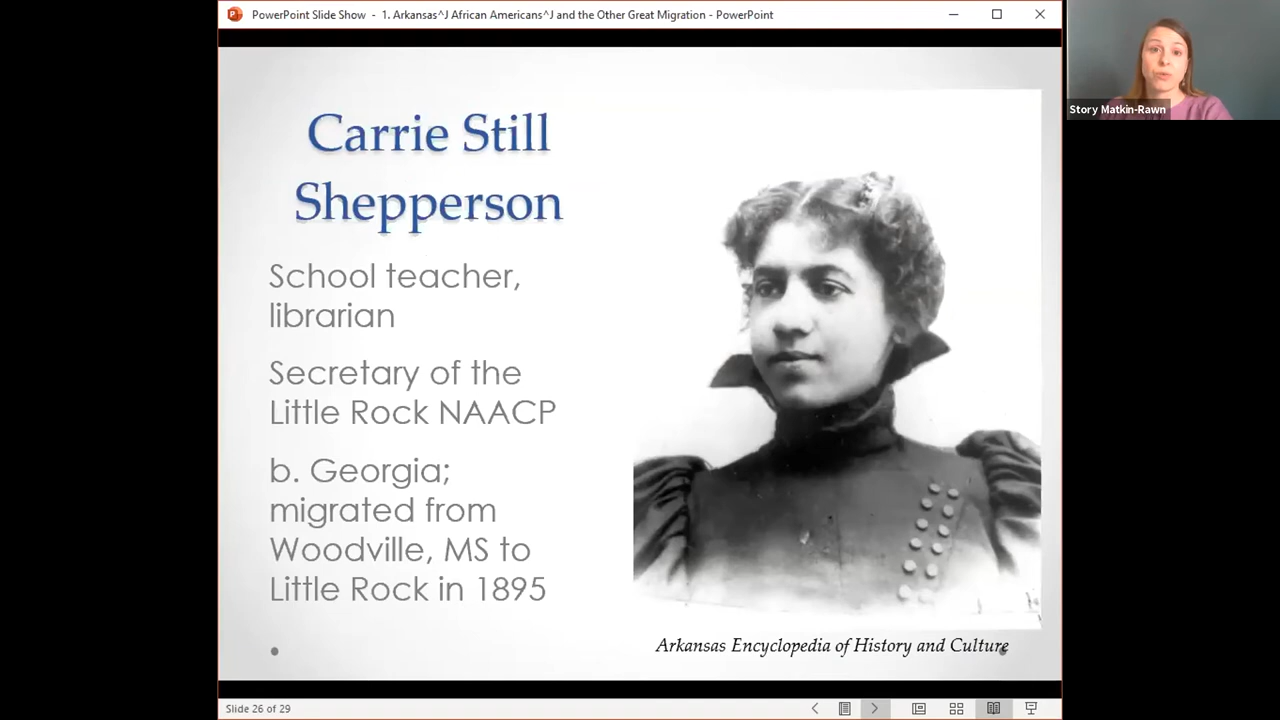 PowerPoint Slide Show - 1. Arkansas^J African Americans^J and the Other Great Migration - PowerPoint
Story Matkin-Rawn
Carrie Still
Shepperson
School teacher,
librarian
Secretary of the
Little Rock NAACP
b. Georgia;
migrated from
Woodville, MS to
Little Rock in 1895
Arkansas Encyclopedia of History and Culture
Slide 26 of 29